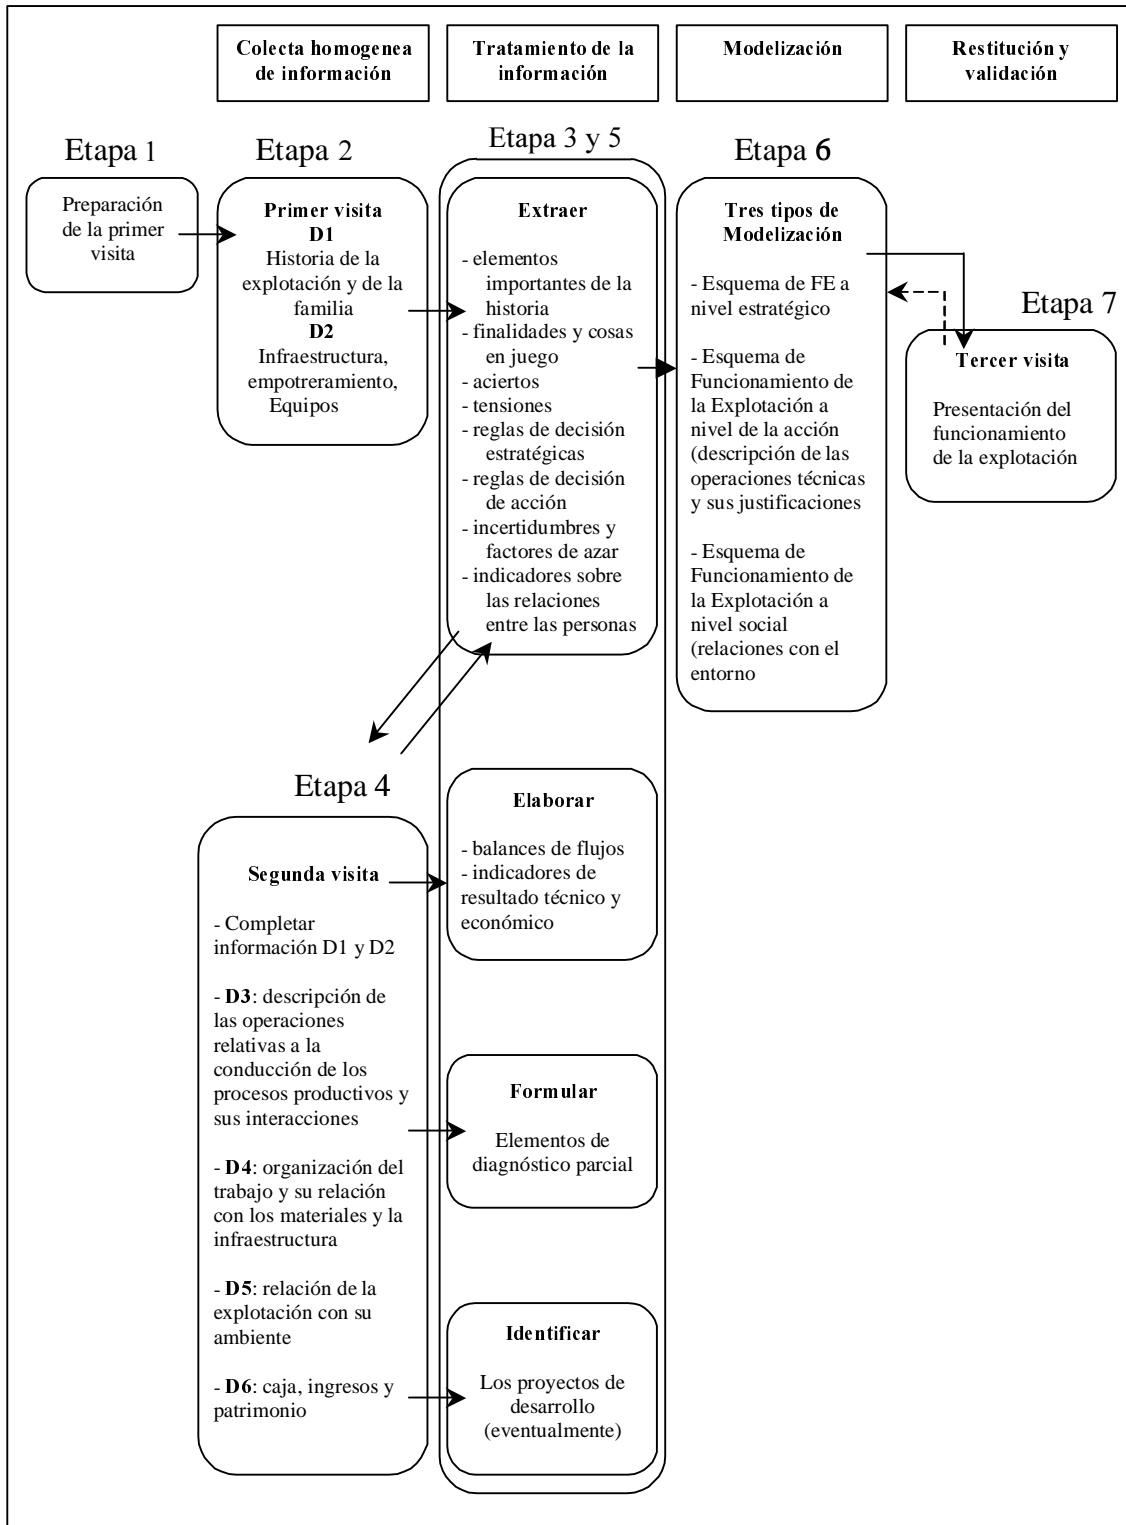 Colecta homogenea
de información
Tratamiento de la
información
Modelización
Restitución y
validación
Etapa 1
Preparación
de la primer
visita
Etapa 2
Primer visita
D1
Historia de la
explotación y de la
familia
D2
Infraestructura,
empotreramiento,
Equipos
Etapa 3 y 5
Extraer
- elementos
importantes de la
historia
- finalidades y cosas
en juego
- aciertos
- tensiones
- reglas de decisión
estratégicas
- reglas de decisión
de acción
- incertidumbres y
factores de azar
- indicadores sobre
las relaciones
entre las personas
Etapa 6
Tres tipos de
Modelización
- Esquema de FE a
nivel estratégico
- Esquema de
Funcionamiento de
la Explotación a
nivel de la acción
(descripción de las
operaciones técnicas
y sus justificaciones
- Esquema de
Funcionamiento de
la Explotación a
nivel social
(relaciones con el
entorno
Etapa 7
Tercer visita
Presentación del
funcionamiento
de la explotación
Etapa 4
Segunda visita
- Completar
información D1 y D2
- D3: descripción de
las operaciones
relativas a la
conducción de los
procesos productivos y
sus interacciones
- D4: organización del
trabajo y su relación
con los materiales y la
infraestructura
- D5: relación de la
explotación con su
ambiente
- D6: caja, ingresos y
patrimonio
Elaborar
- balances de flujos
- indicadores de
resultado técnico y
económico
Formular
Elementos de
diagnóstico parcial
Identificar
Los proyectos de
desarrollo
(eventualmente)